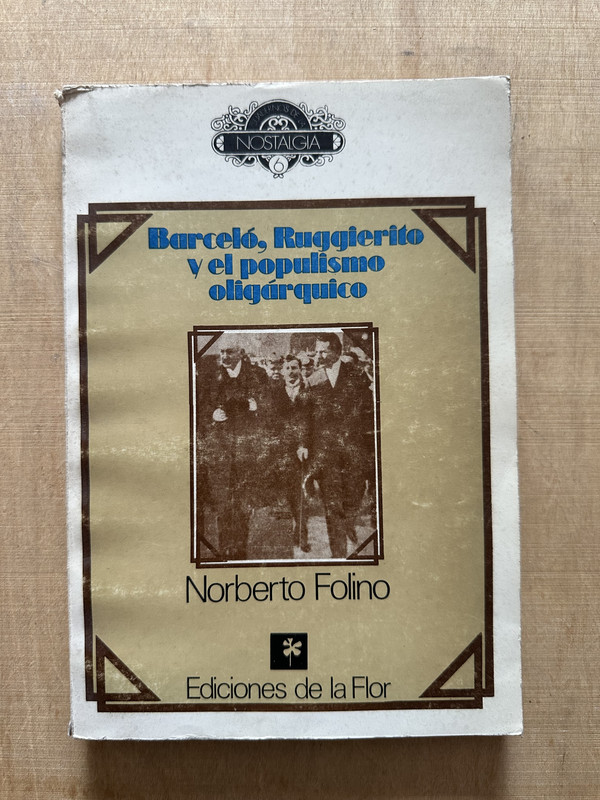 NOSTALGIA
6
Barceló, Ruggierito
y el populismo
oligárquico
Norberto Folino
Ediciones de la Flor